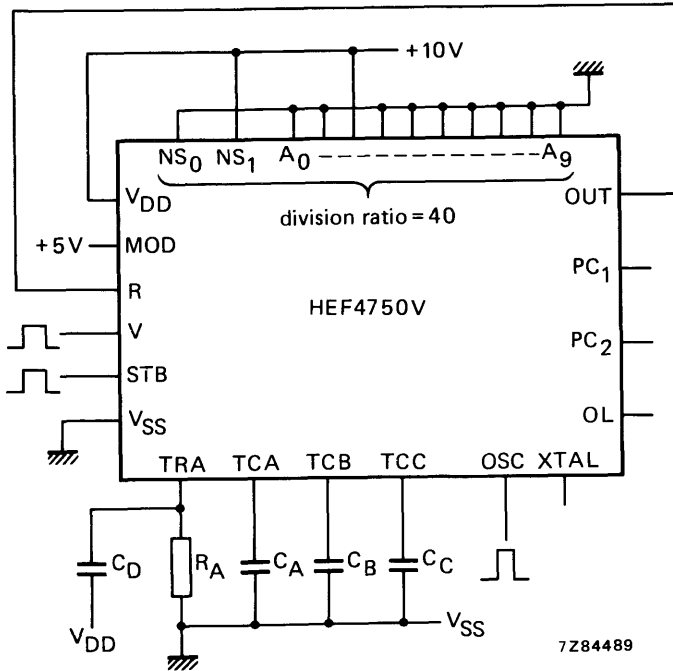 +10V
NS0 NS1 A0 A9
VDD
division ratio = 40
OUT
+5V MOD
PC1
R
HEF4750V
V
PC2
STB
OL
VSS
TRA TCA TCB TCC OSC XTAL
CD RA CA CB CC
VDD
VSS
7Z84489